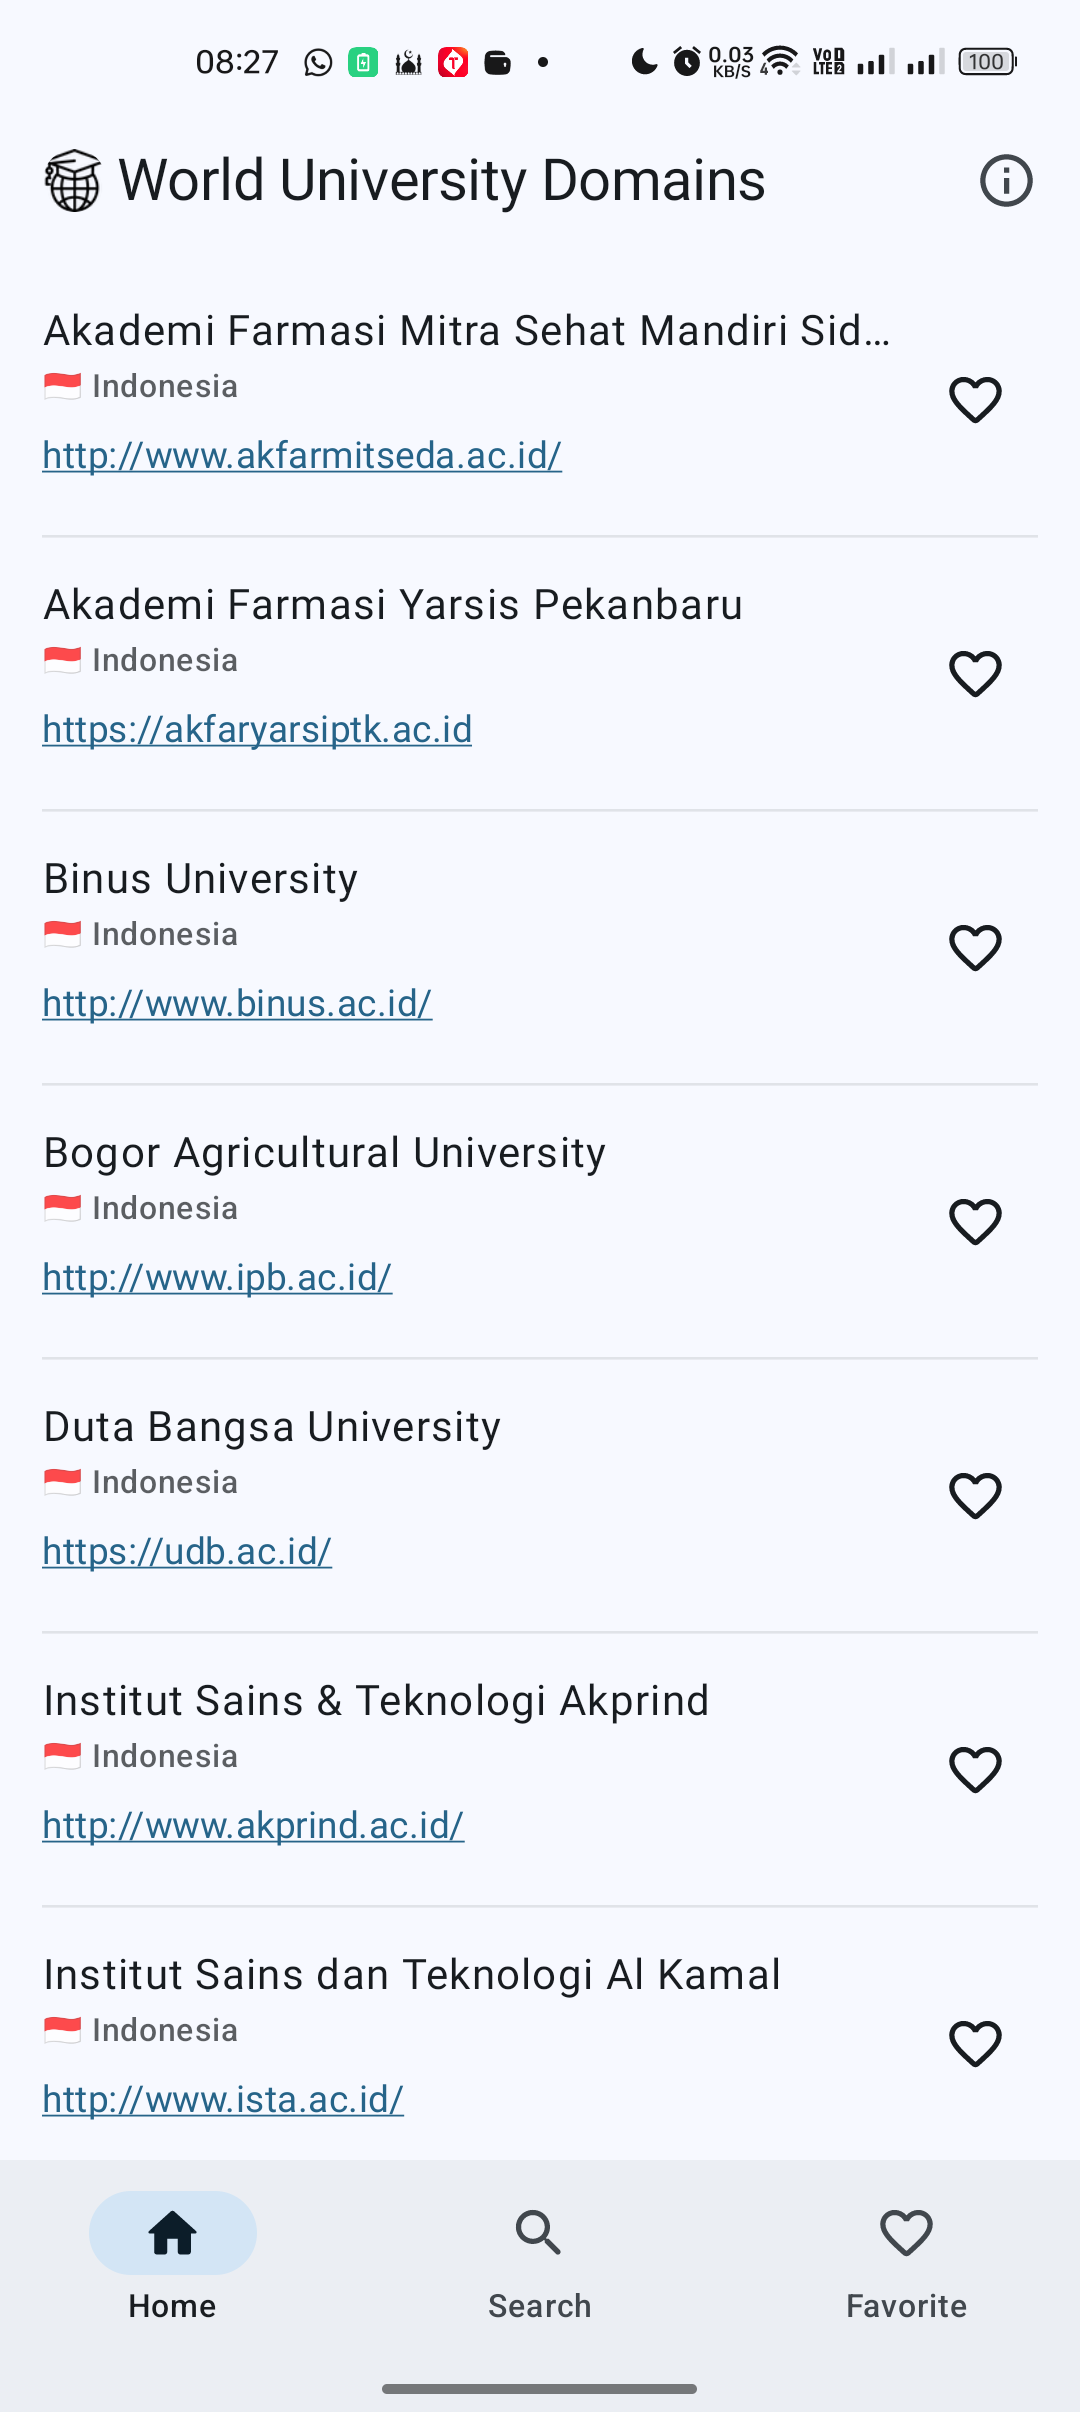 08:27 0.03 KB/S 4 VoD LTE2 100
World University Domains
Akademi Farmasi Mitra Sehat Mandiri Sid...
Indonesia
http://www.akfarmitseda.ac.id/
Akademi Farmasi Yarsis Pekanbaru
Indonesia
https://akfaryarsiptk.ac.id
Binus University
Indonesia
http://www.binus.ac.id/
Bogor Agricultural University
Indonesia
http://www.ipb.ac.id/
Duta Bangsa University
Indonesia
https://udb.ac.id/
Institut Sains & Teknologi Akprind
Indonesia
http://www.akprind.ac.id/
Institut Sains dan Teknologi Al Kamal
Indonesia
http://www.ista.ac.id/
Home Search Favorite